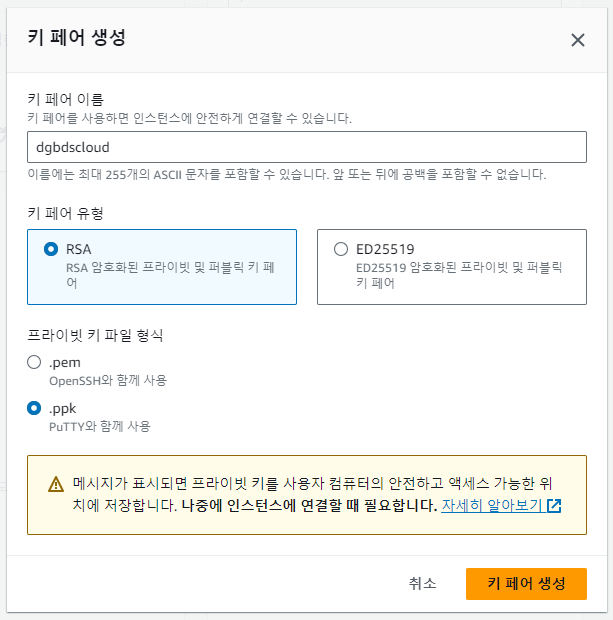 키 페어 생성
키 페어 이름
키 페어를 사용하면 인스턴스에 안전하게 연결할 수 있습니다.
dgbdscloud
이름에는 최대 255개의 ASCII 문자를 포함할 수 있습니다. 앞 또는 뒤에 공백을 포함할 수 없습니다.
키 페어 유형
RSA
RSA 암호화된 프라이빗 및 퍼블릭 키 페
어
ED25519
ED25519 암호화된 프라이빗 및 퍼블릭
키 페어
프라이빗 키 파일 형식
.pem
OpenSSH와 함께 사용
.ppk
PuTTY와 함께 사용
메시지가 표시되면 프라이빗 키를 사용자 컴퓨터의 안전하고 액세스 가능한 위
치에 저장합니다. 나중에 인스턴스에 연결할 때 필요합니다. 자세히 알아보기
취소
키 페어 생성